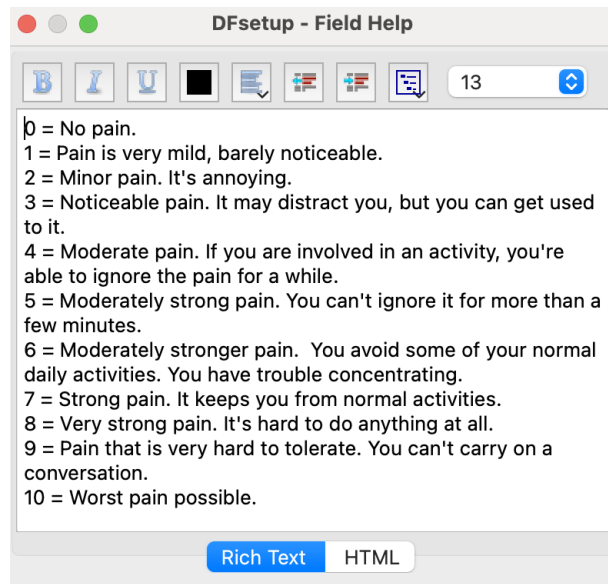 DFsetup - Field Help
B I U 13
0 = No pain.
1 = Pain is very mild, barely noticeable.
2 = Minor pain. It's annoying.
3 = Noticeable pain. It may distract you, but you can get used
to it.
4 = Moderate pain. If you are involved in an activity, you're
able to ignore the pain for a while.
5 = Moderately strong pain. You can't ignore it for more than a
few minutes.
6 = Moderately stronger pain.  You avoid some of your normal
daily activities. You have trouble concentrating.
7 = Strong pain. It keeps you from normal activities.
8 = Very strong pain. It's hard to do anything at all.
9 = Pain that is very hard to tolerate. You can't carry on a
conversation.
10 = Worst pain possible.
Rich Text HTML